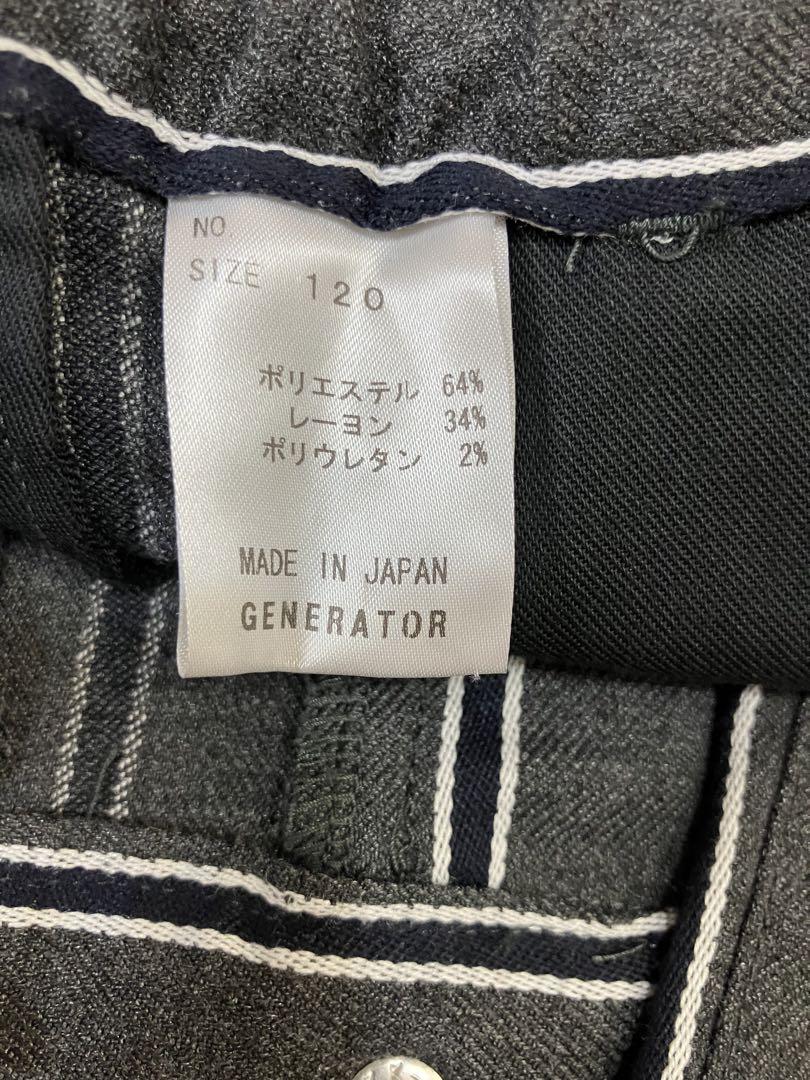 NO
SIZE 120
ポリエステル 64%
レーヨン 34%
ポリウレタン 2%
MADE IN JAPAN
GENERATOR